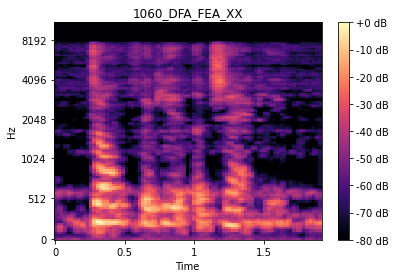 1060_DFA_FEA_XX
+0 dB
8192
-10 dB
4096
-20 dB
-30 dB
2048
Hz
-40 dB
1024
-50 dB
-60 dB
512
-70 dB
0
-80 dB
0
0.5
1
1.5
Time